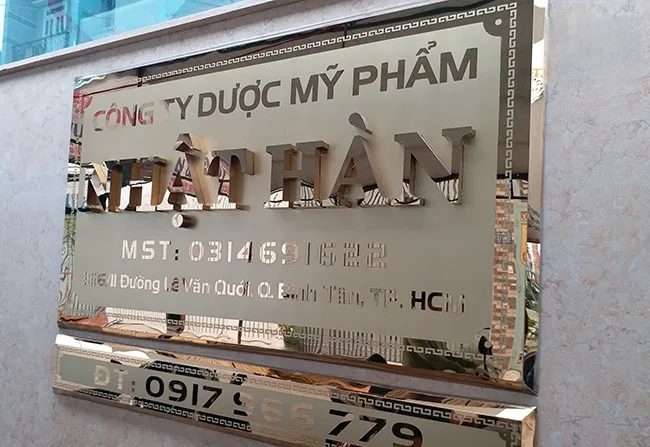 CÔNG TY DƯỢC MỸ PHẨM
NHẬT HÀN
MST: 0314691622
Đường Lê Văn Quới, Q. Bình Tân, TP. HCM
ĐT: 0917 966 779